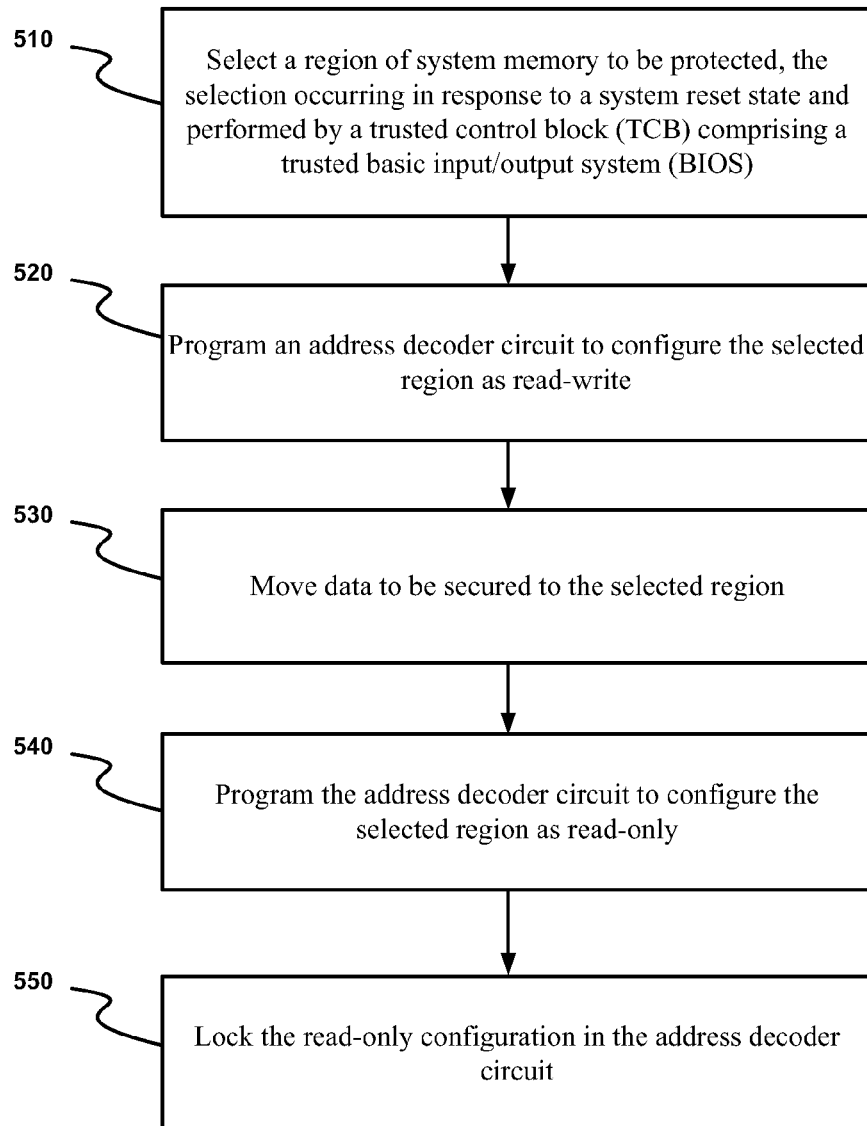 510
Select a region of system memory to be protected, the
selection occurring in response to a system reset state and
performed by a trusted control block (TCB) comprising a
trusted basic input/output system (BIOS)
520
Program an address decoder circuit to configure the selected
region as read-write
530
Move data to be secured to the selected region
540
Program the address decoder circuit to configure the
selected region as read-only
550
Lock the read-only configuration in the address decoder
circuit